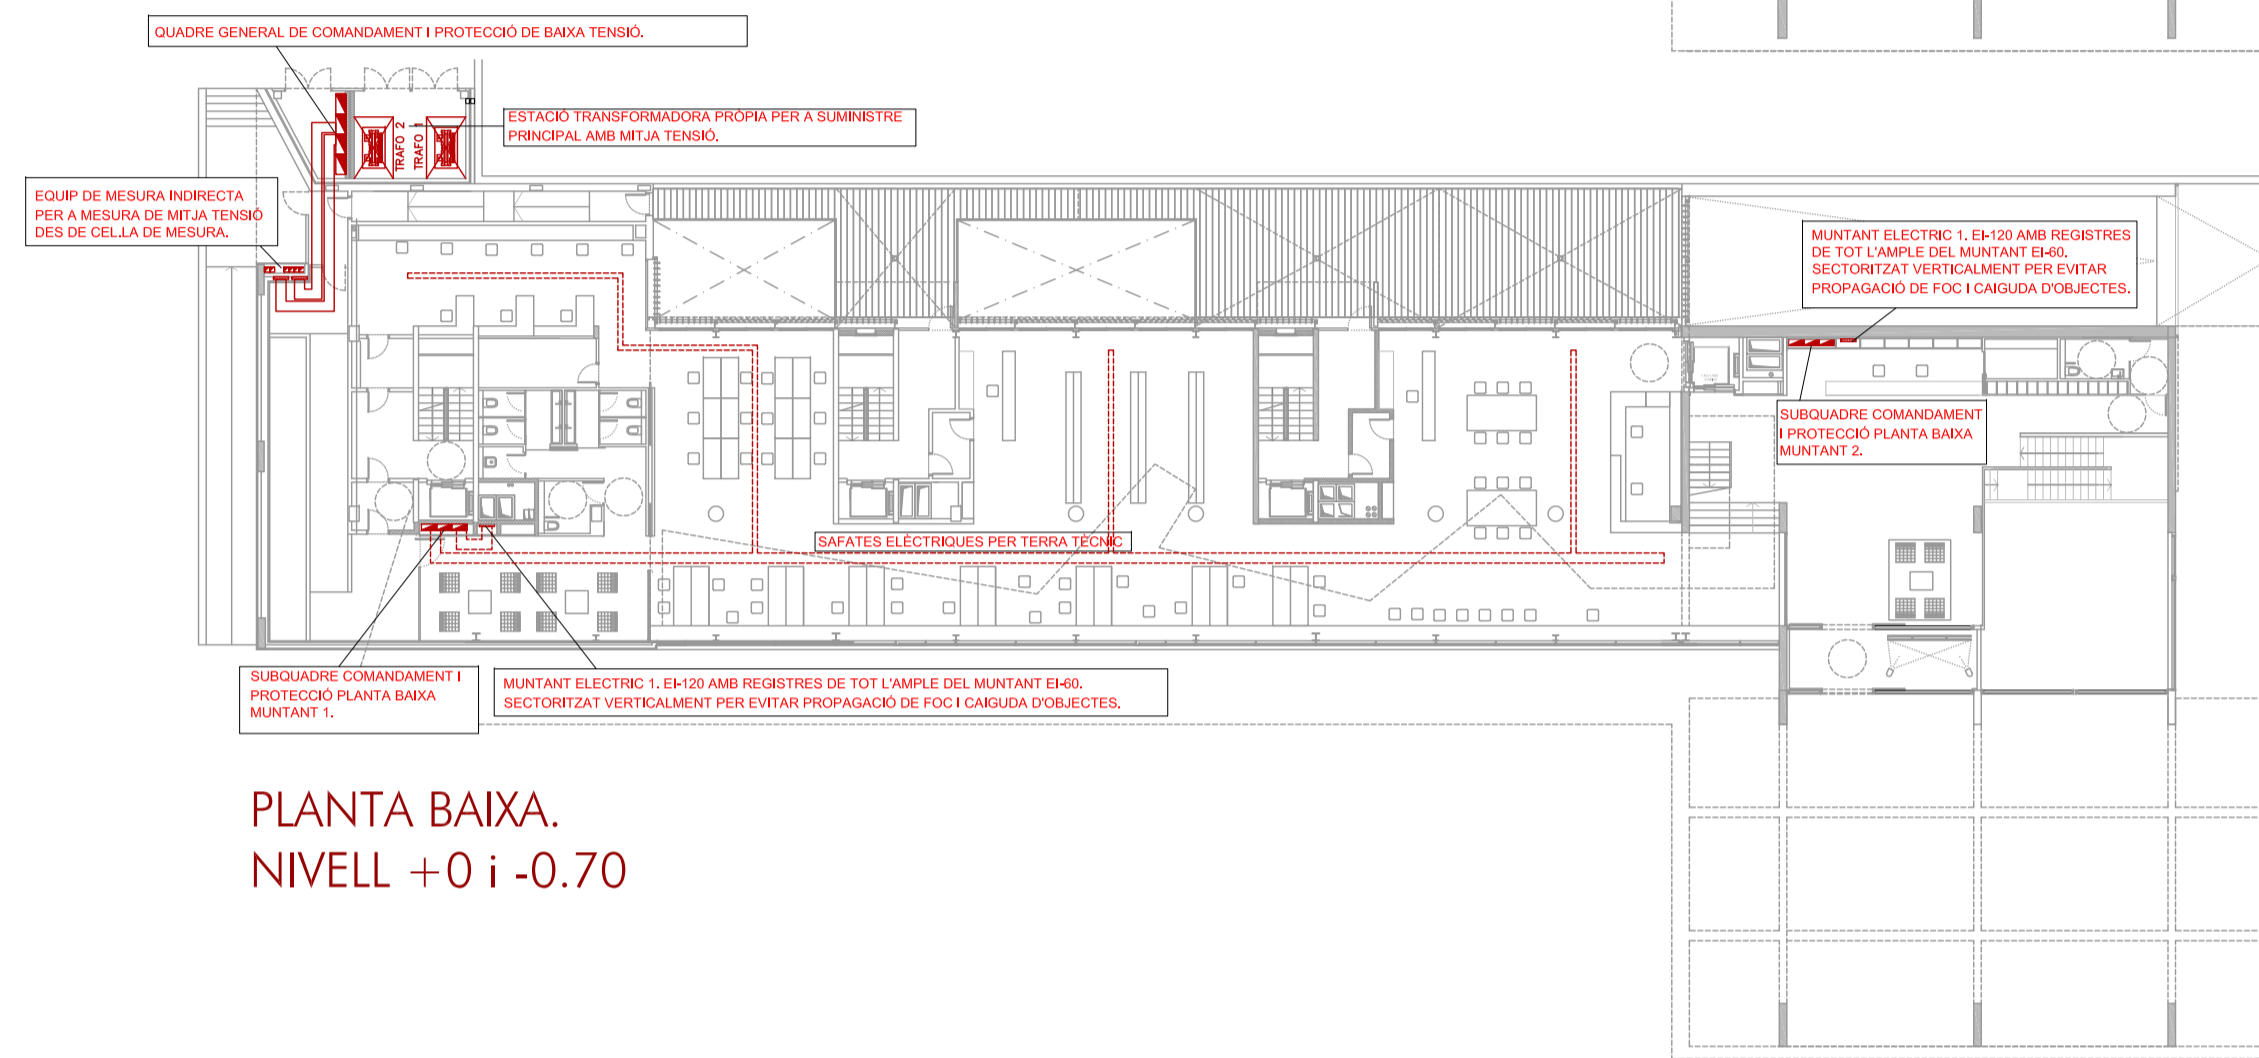 QUADRE GENERAL DE COMANDAMENT I PROTECCIÓ DE BAIXA TENSIÓ.
ESTACIÓ TRANSFORMADORA PRÒPIA PER A SUMINISTRE
PRINCIPAL AMB MITJA TENSIÓ.
TRAFO 2
TRAFO 1
EQUIP DE MESURA INDIRECTA
PER A MESURA DE MITJA TENSIÓ
DES DE CEL.LA DE MESURA.
MUNTANT ELECTRIC 1. EI-120 AMB REGISTRES
DE TOT L'AMPLE DEL MUNTANT EI-60.
SECTORITZAT VERTICALMENT PER EVITAR
PROPAGACIÓ DE FOC I CAIGUDA D'OBJECTES.
SUBQUADRE COMANDAMENT
I PROTECCIÓ PLANTA BAIXA
MUNTANT 2.
SAFATES ELÈCTRIQUES PER TERRA TÈCNIC
SUBQUADRE COMANDAMENT I
PROTECCIÓ PLANTA BAIXA
MUNTANT 1.
MUNTANT ELECTRIC 1. EI-120 AMB REGISTRES DE TOT L'AMPLE DEL MUNTANT EI-60.
SECTORITZAT VERTICALMENT PER EVITAR PROPAGACIÓ DE FOC I CAIGUDA D'OBJECTES.
PLANTA BAIXA.
NIVELL +0 i -0.70